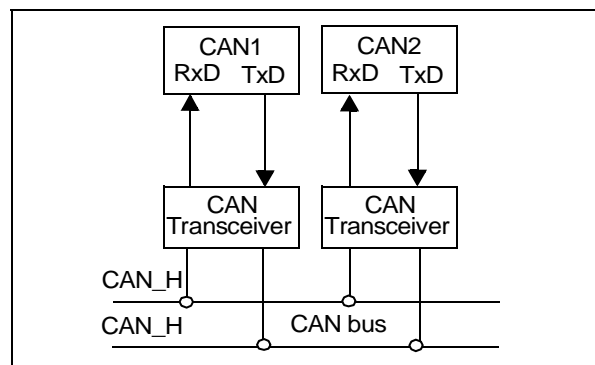 CAN1
RxD TxD
CAN2
RxD TxD
CAN
Transceiver
CAN
Transceiver
CAN_H
CAN_H
CAN bus